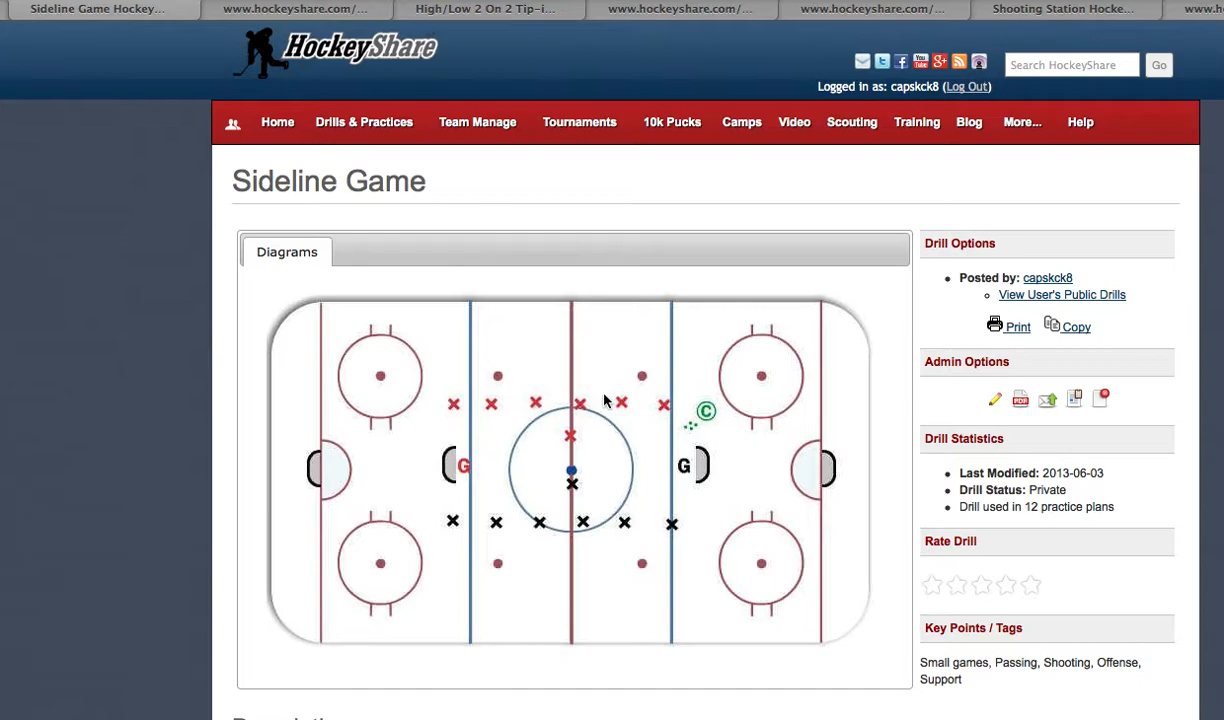 Sideline Game Hockey...
www.hockeyshare.com/...
High/Low 2 On 2 Tip-i...
www.hockeyshare.com/...
www.hockeyshare.com/...
Shooting Station Hocke...
HockeyShare
Search HockeyShare
Go
Logged in as: capskck8 (Log Out)
Home Drills & Practices Team Manage Tournaments 10k Pucks Camps Video Scouting Training Blog More... Help
Sideline Game
Diagrams
C
G
G
Drill Options
Posted by: capskck8
View User's Public Drills
Print Copy
Admin Options
PDF
Drill Statistics
Last Modified: 2013-06-03
Drill Status: Private
Drill used in 12 practice plans
Rate Drill
Key Points / Tags
Small games, Passing, Shooting, Offense,
Support